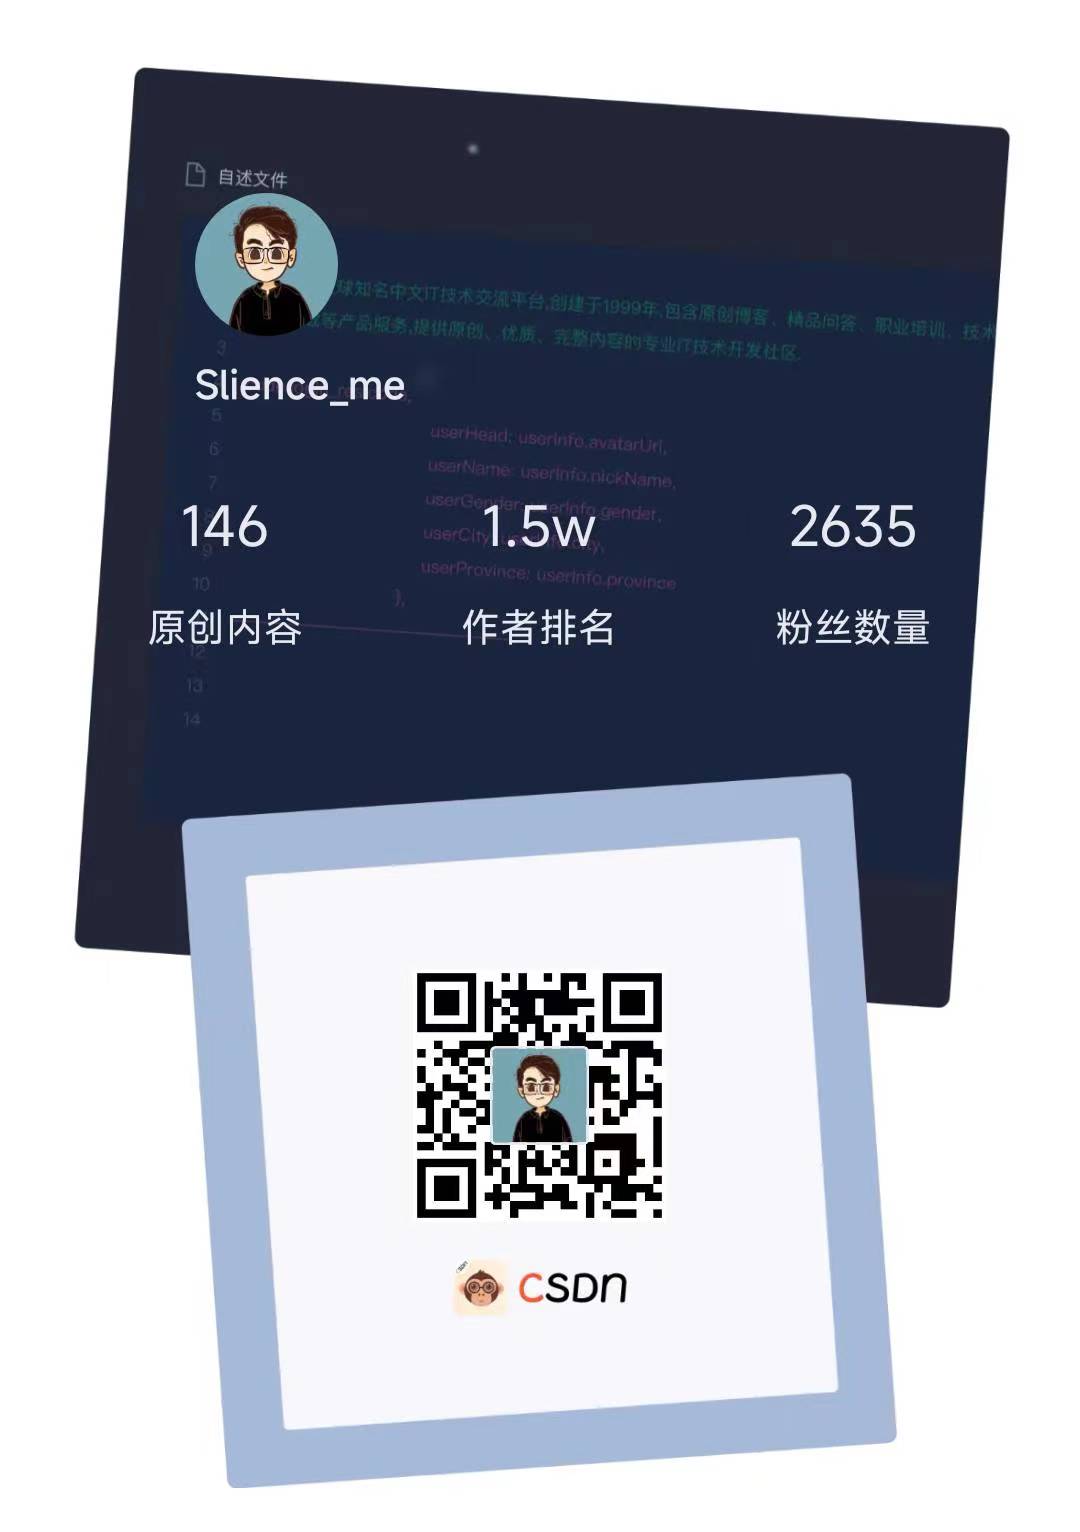 自述文件
球知名中文IT技术交流平台,创建于1999年,包含原创博客、精品问答、职业培训、技术
等产品服务,提供原创、优质、完整内容的专业IT技术开发社区.
3
Slience_me
5
userHead: userInfo.avatarUrl,
6
userName: userInfo.nickName,
7
userGender: userInfo.gender,
8
146
1.5w
2635
userCity: userInfo.city,
9
userProvince: userInfo.province
10
},
原创内容
作者排名
粉丝数量
12
13
14
CSDN